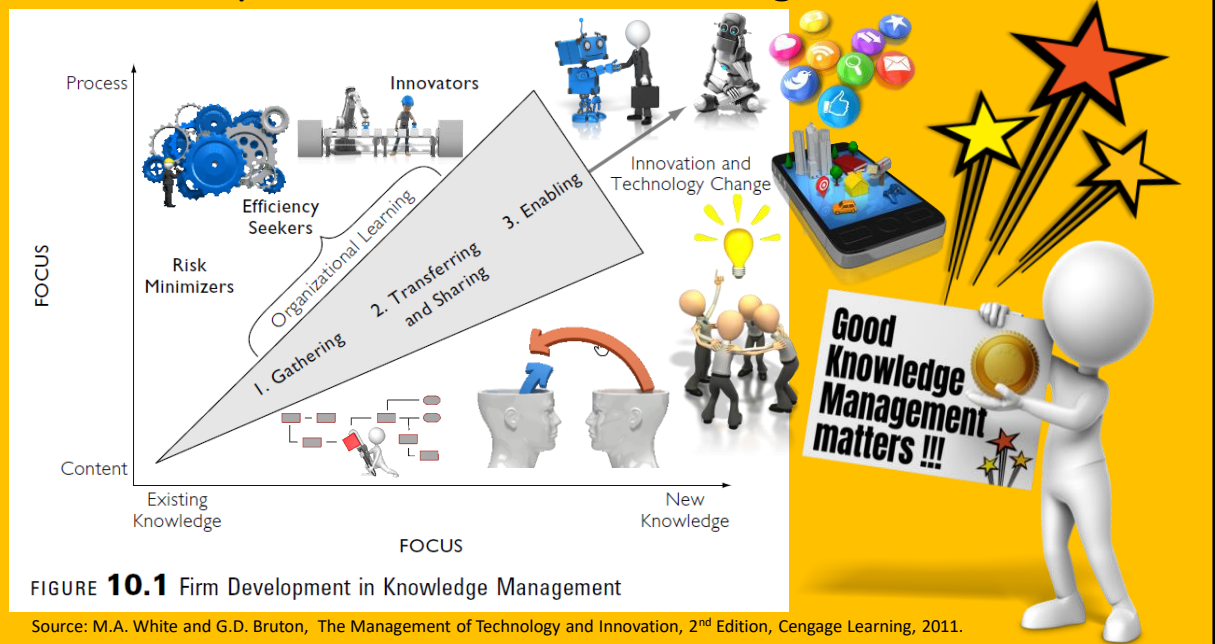 Process
Innovators
Efficiency
Seekers
Risk
Minimizers
FOCUS
Organizational Learning
1. Gathering
2. Transferring
and Sharing
3. Enabling
Innovation and
Technology Change
Content
Existing
Knowledge
New
Knowledge
FOCUS
FIGURE 10.1 Firm Development in Knowledge Management
Good
Knowledge
Management
matters !!!
Source: M.A. White and G.D. Bruton, The Management of Technology and Innovation, 2nd Edition, Cengage Learning, 2011.